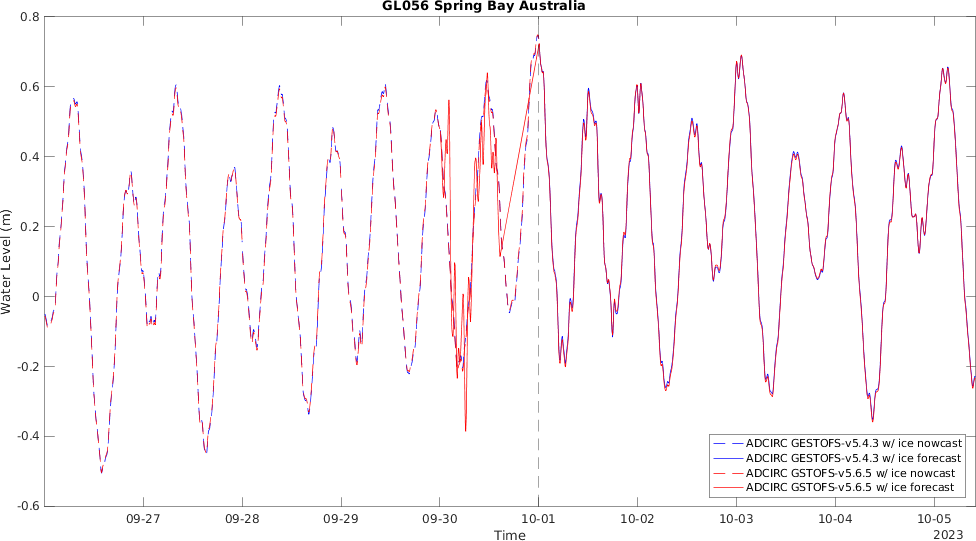 GL056 Spring Bay Australia
0.8
0.6
0.4
0.2
0
-0.2
-0.4
-0.6
Water Level (m)
ADCIRC GESTOFS-v5.4.3 w/ ice nowcast
ADCIRC GESTOFS-v5.4.3 w/ ice forecast
ADCIRC GSTOFS-v5.6.5 w/ ice nowcast
ADCIRC GSTOFS-v5.6.5 w/ ice forecast
09-27 09-28 09-29 09-30 10-01 10-02 10-03 10-04 10-05
Time
2023